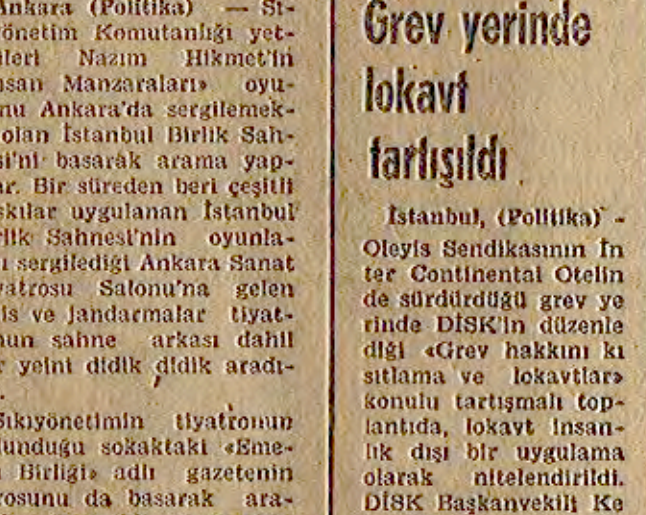 Ankara (Politika) — Sı-
önetim Komutanlığı yet-
ileri Nazım Hikmet'in
nsan Manzaraları» oyu-
nu Ankara'da sergilemek-
olan İstanbul Birlik Sah-
si'ni basarak arama yap-
ar. Bir süreden beri çeşitli
skılar uygulanan İstanbul
rlik Sahnesi'nin oyunla-
ı sergilediği Ankara Sanat
yatrosu Salonu'na gelen
is ve jandarmalar tiyat-
nun sahne arkası dahil
r yeini didik didik aradı-
.
Sıkıyönetimin tiyatronun
lunduğu sokaktaki «Eme-
n Birliği» adlı gazetenin
rosunu da basarak ara-
Grev yerinde
lokavt
tartışıldı
İstanbul, (Politika) -
Oleyis Sendikasının İn
ter Continental Otelin
de sürdürdüğü grev ye
rinde DİSK'in düzenle
diği «Grev hakkını kı
sıtlama ve lokavtlar»
konulu tartışmalı top-
lantıda, lokavt insan-
lık dışı bir uygulama
olarak nitelendirildi.
DİSK Başkanvekili Ke